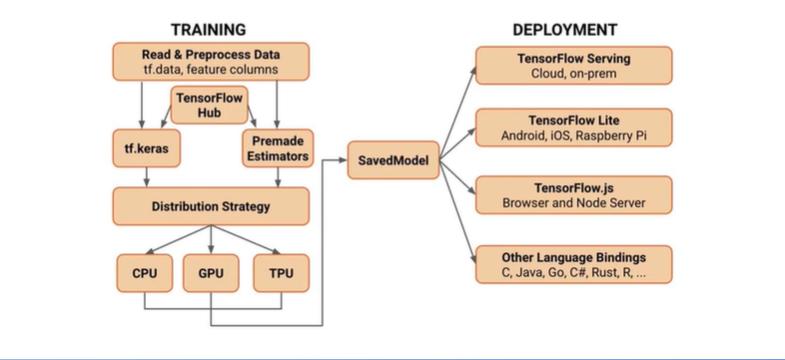 TRAINING
Read & Preprocess Data
tf.data, feature columns
TensorFlow
Hub
tf.keras
Premade
Estimators
Distribution Strategy
CPU
GPU
TPU
SavedModel
DEPLOYMENT
TensorFlow Serving
Cloud, on-prem
TensorFlow Lite
Android, iOS, Raspberry Pi
TensorFlow.js
Browser and Node Server
Other Language Bindings
C, Java, Go, C#, Rust, R, ...